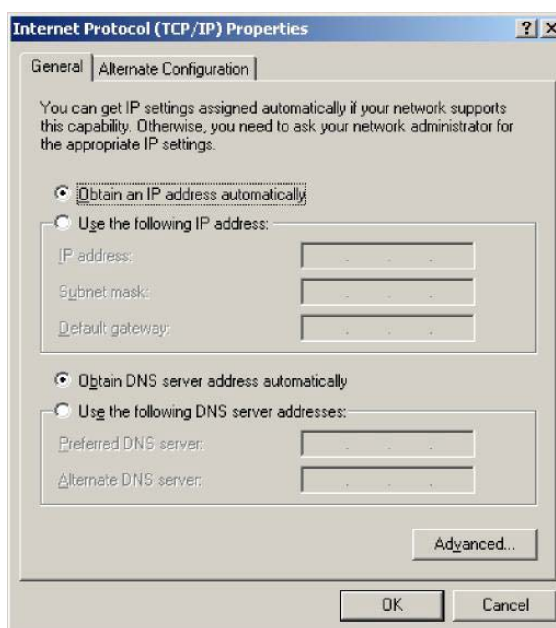 Internet Protocol (TCP/IP) Properties
General
Alternate Configuration
You can get IP settings assigned automatically if your network supports
this capability. Otherwise, you need to ask your network administrator for
the appropriate IP settings.
Obtain an IP address automatically
Use the following IP address:
IP address:
Subnet mask:
Default gateway:
Obtain DNS server address automatically
Use the following DNS server addresses:
Preferred DNS server:
Alternate DNS server:
Advanced...
OK
Cancel